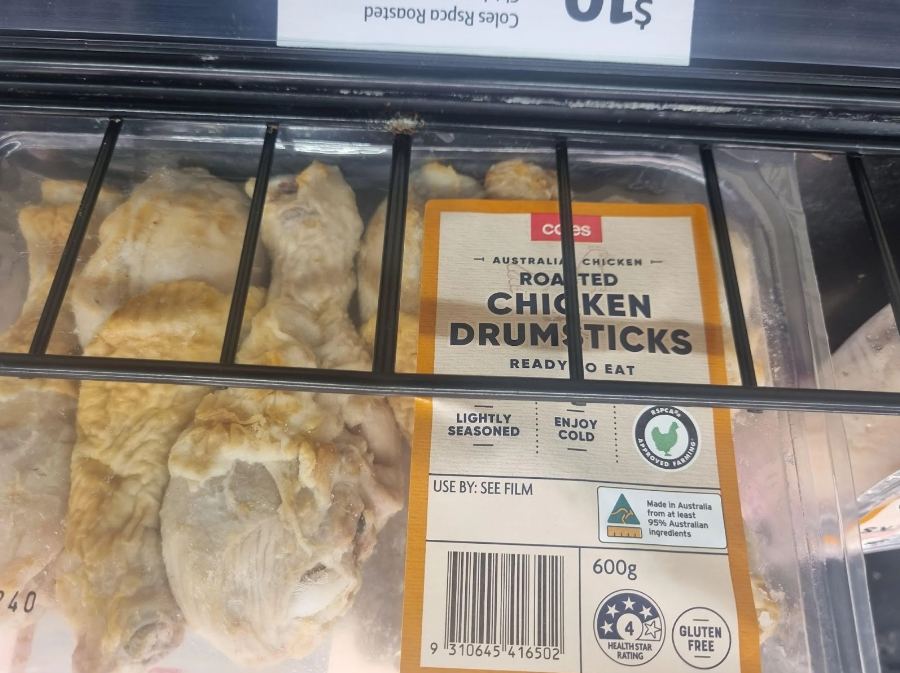 $10
Coles Rspca Roasted
coles
AUSTRALIAN CHICKEN
ROASTED
CHICKEN
DRUMSTICKS
READY TO EAT
LIGHTLY
SEASONED
ENJOY
COLD
RSPCA
APPROVED FARMING
USE BY: SEE FILM
Made in Australia
from at least
95% Australian
ingredients
600g
4
HEALTH STAR
RATING
GLUTEN
FREE
9 310645 416502
240